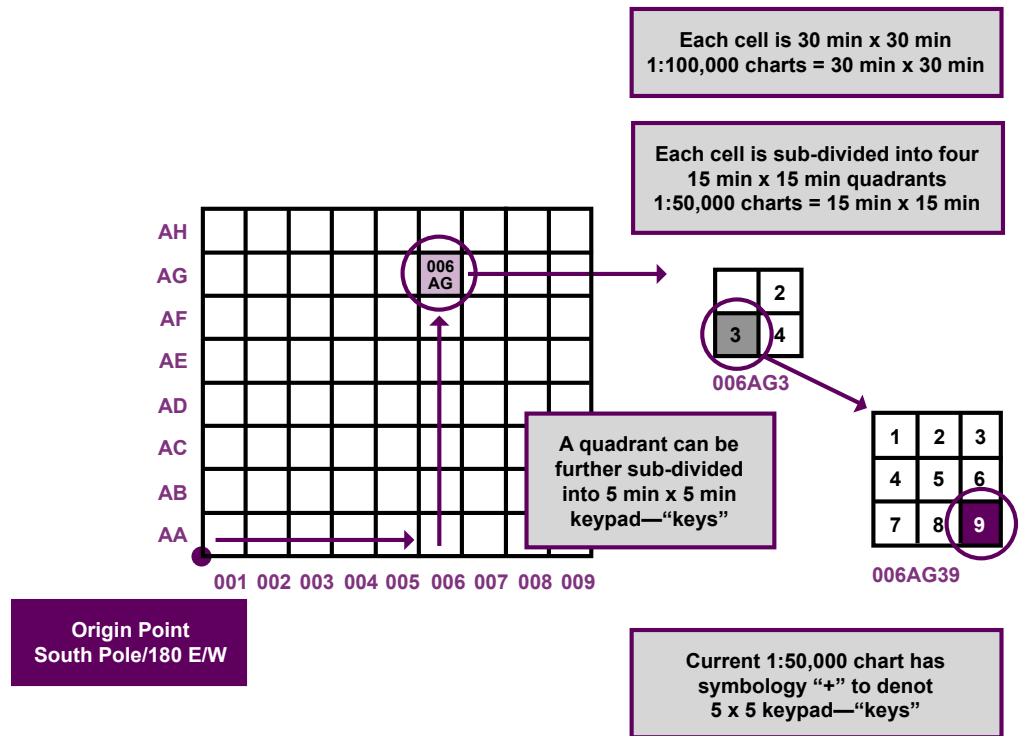 Each cell is 30 min x 30 min
1:100,000 charts = 30 min x 30 min
Each cell is sub-divided into four
15 min x 15 min quadrants
1:50,000 charts = 15 min x 15 min
AH
AG
AF
AE
AD
AC
AB
AA
006
AG
001 002 003 004 005 006 007 008 009
Origin Point
South Pole/180 E/W
2
3 4
006AG3
A quadrant can be
further sub-divided
into 5 min x 5 min
keypad—“keys”
1 2 3
4 5 6
7 8 9
006AG39
Current 1:50,000 chart has
symbology “+” to denot
5 x 5 keypad—“keys”